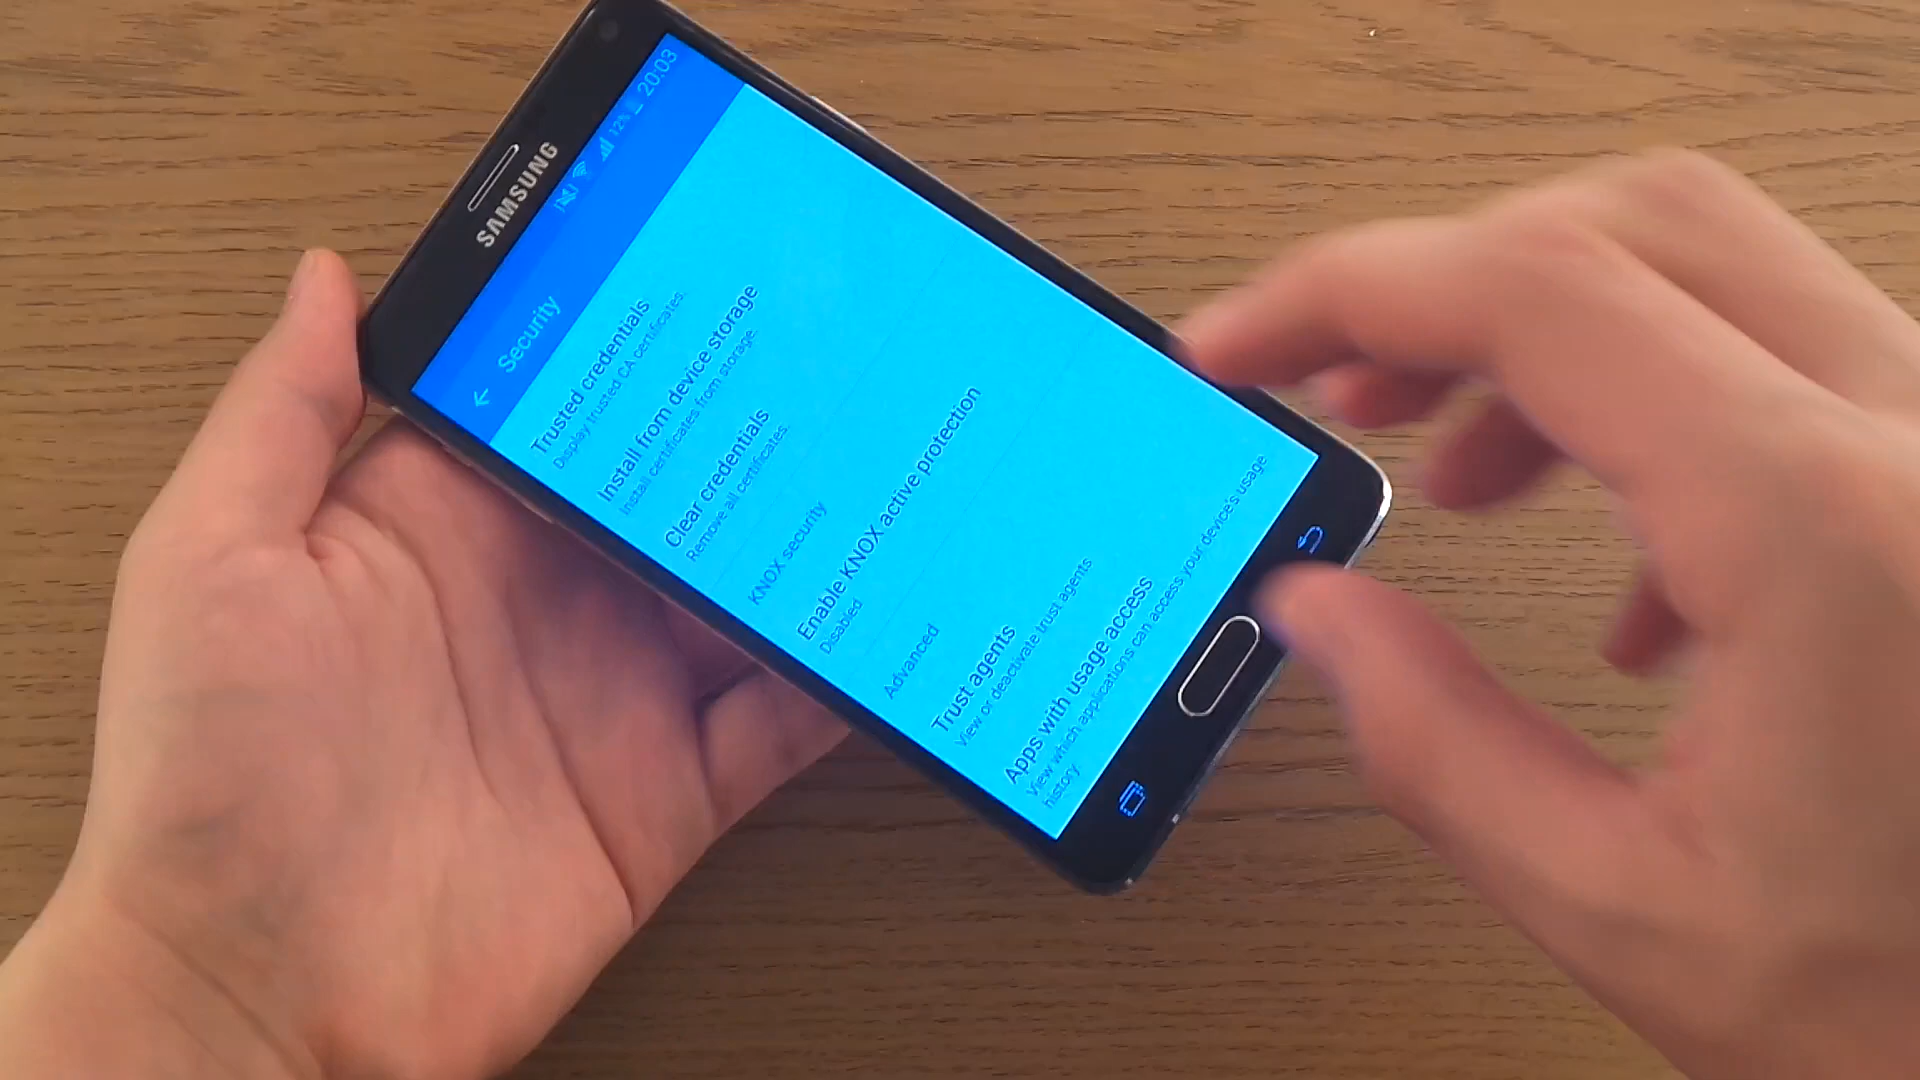 SAMSUNG
12% 20:03
Security
Trusted credentials
Display trusted CA certificates.
Install from device storage
Install certificates from storage.
Clear credentials
Remove all certificates.
KNOX security
Enable KNOX active protection
Disabled
Advanced
Trust agents
View or deactivate trust agents
Apps with usage access
View which applications can access your device's usage
history.